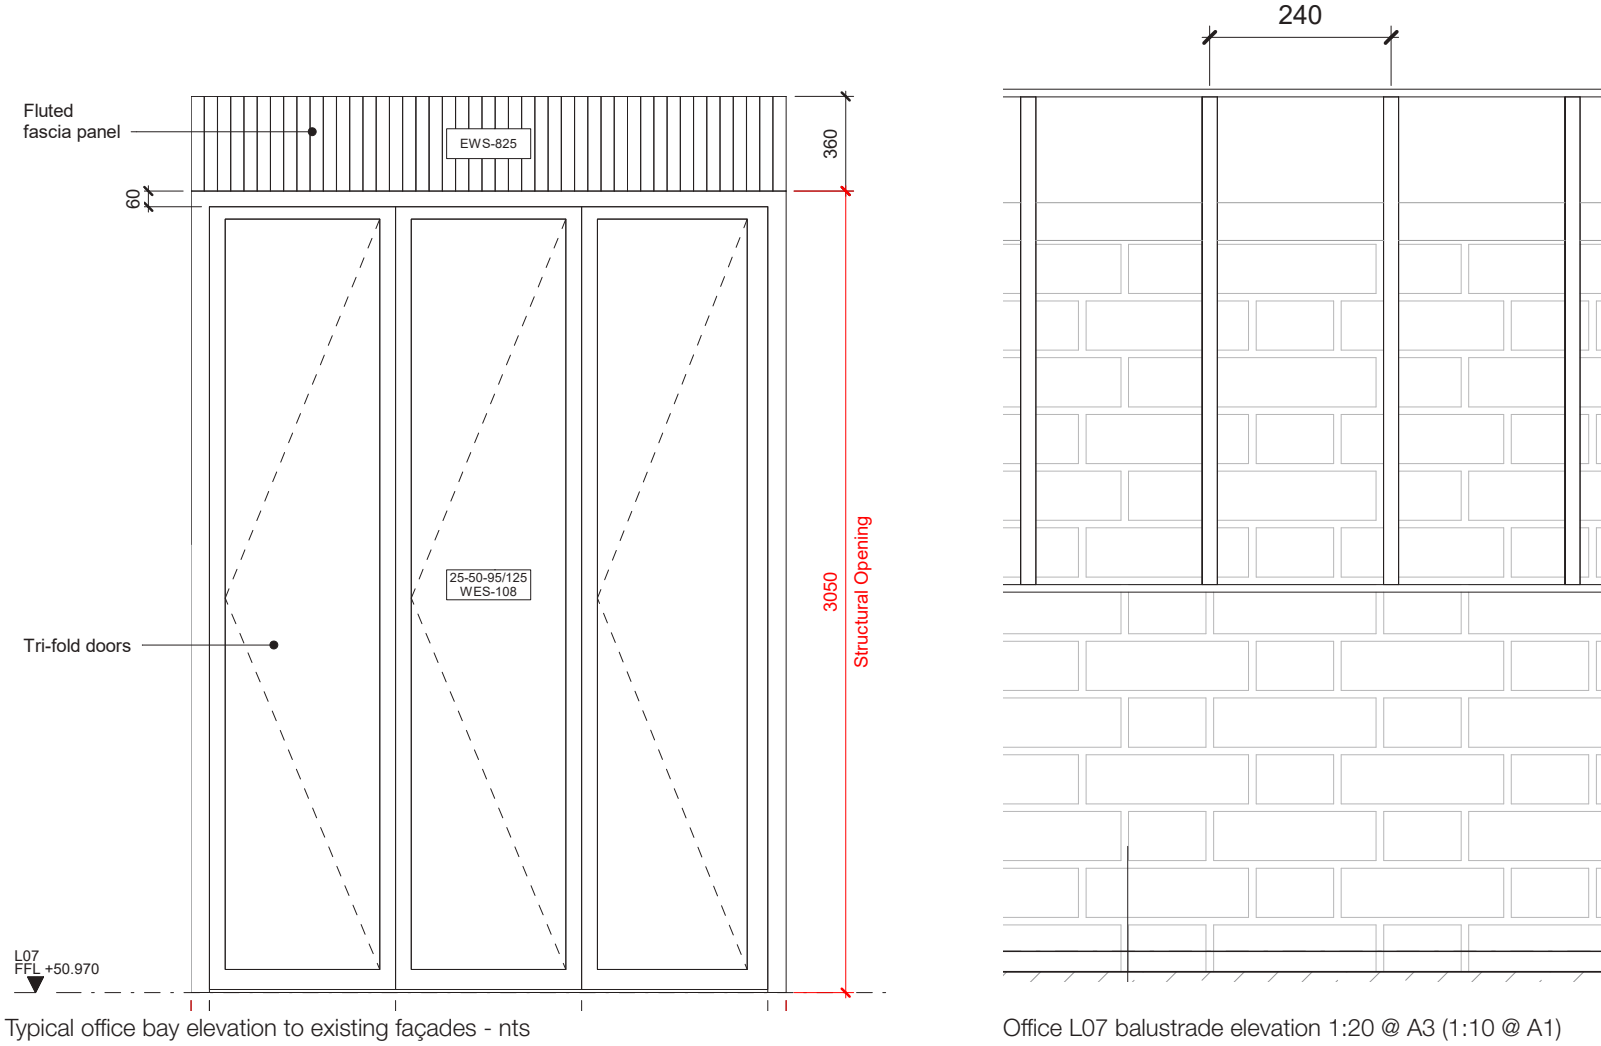 240
Fluted
fascia panel
EWS-825
360
60
25-50-95/125
WES-108
3050
Structural Opening
Tri-fold doors
L07
FFL +50.970
Typical office bay elevation to existing façades - nts
Office L07 balustrade elevation 1:20 @ A3 (1:10 @ A1)